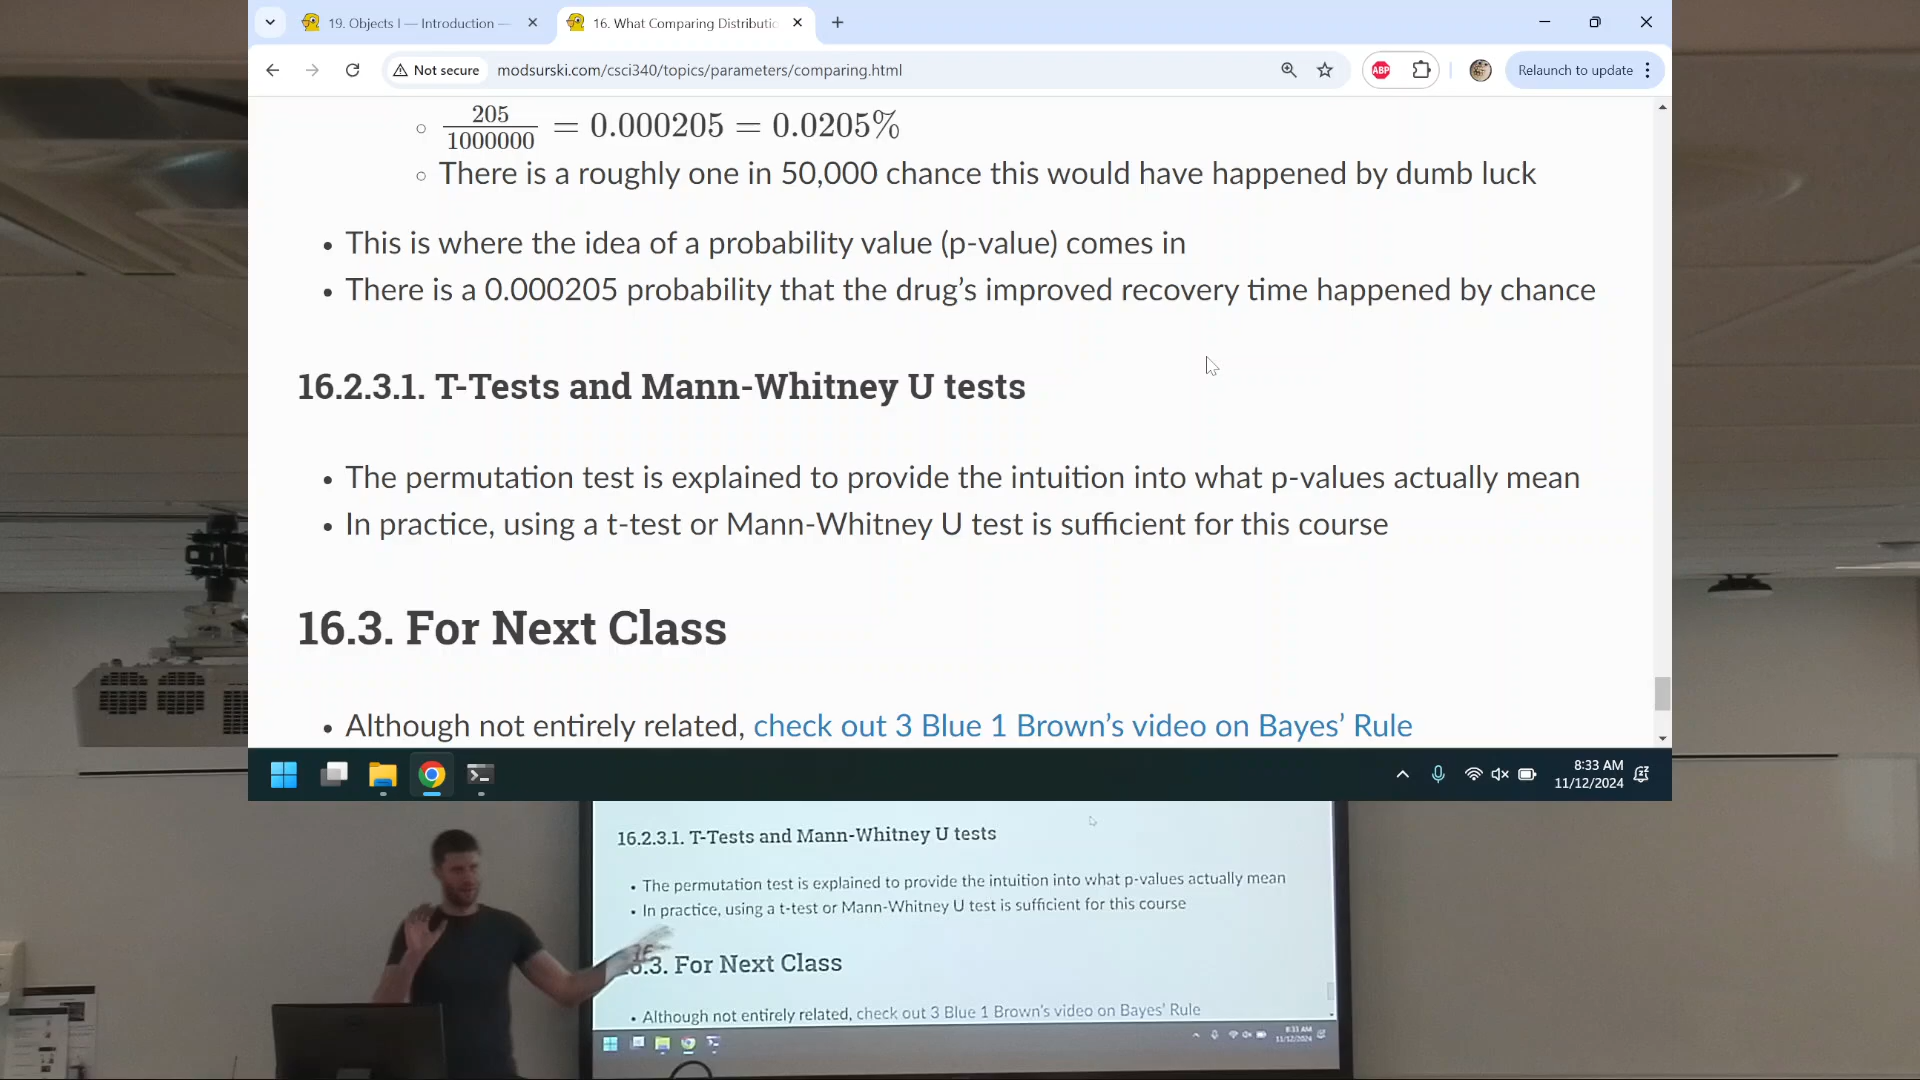 19. Objects I — Introduction —
16. What Comparing Distributio
Not secure
modsurski.com/csci340/topics/parameters/comparing.html
ABP
Relaunch to update
205/1000000 = 0.000205 = 0.0205%
There is a roughly one in 50,000 chance this would have happened by dumb luck
This is where the idea of a probability value (p-value) comes in
There is a 0.000205 probability that the drug’s improved recovery time happened by chance
16.2.3.1. T-Tests and Mann-Whitney U tests
The permutation test is explained to provide the intuition into what p-values actually mean
In practice, using a t-test or Mann-Whitney U test is sufficient for this course
16.3. For Next Class
Although not entirely related, check out 3 Blue 1 Brown’s video on Bayes’ Rule
8:33 AM
11/12/2024
16.2.3.1. T-Tests and Mann-Whitney U tests
The permutation test is explained to provide the intuition into what p-values actually mean
In practice, using a t-test or Mann-Whitney U test is sufficient for this course
16.3. For Next Class
Although not entirely related, check out 3 Blue 1 Brown’s video on Bayes’ Rule
8:33 AM
11/12/2024